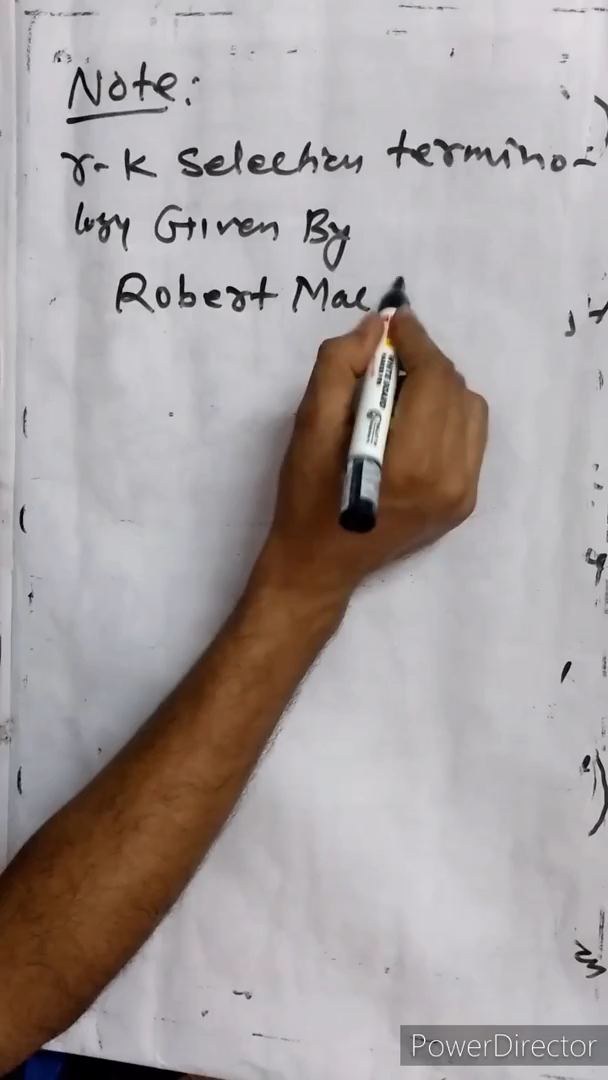 Note:
r-K Selection termino-
logy Given By
Robert Mac
PowerDirector